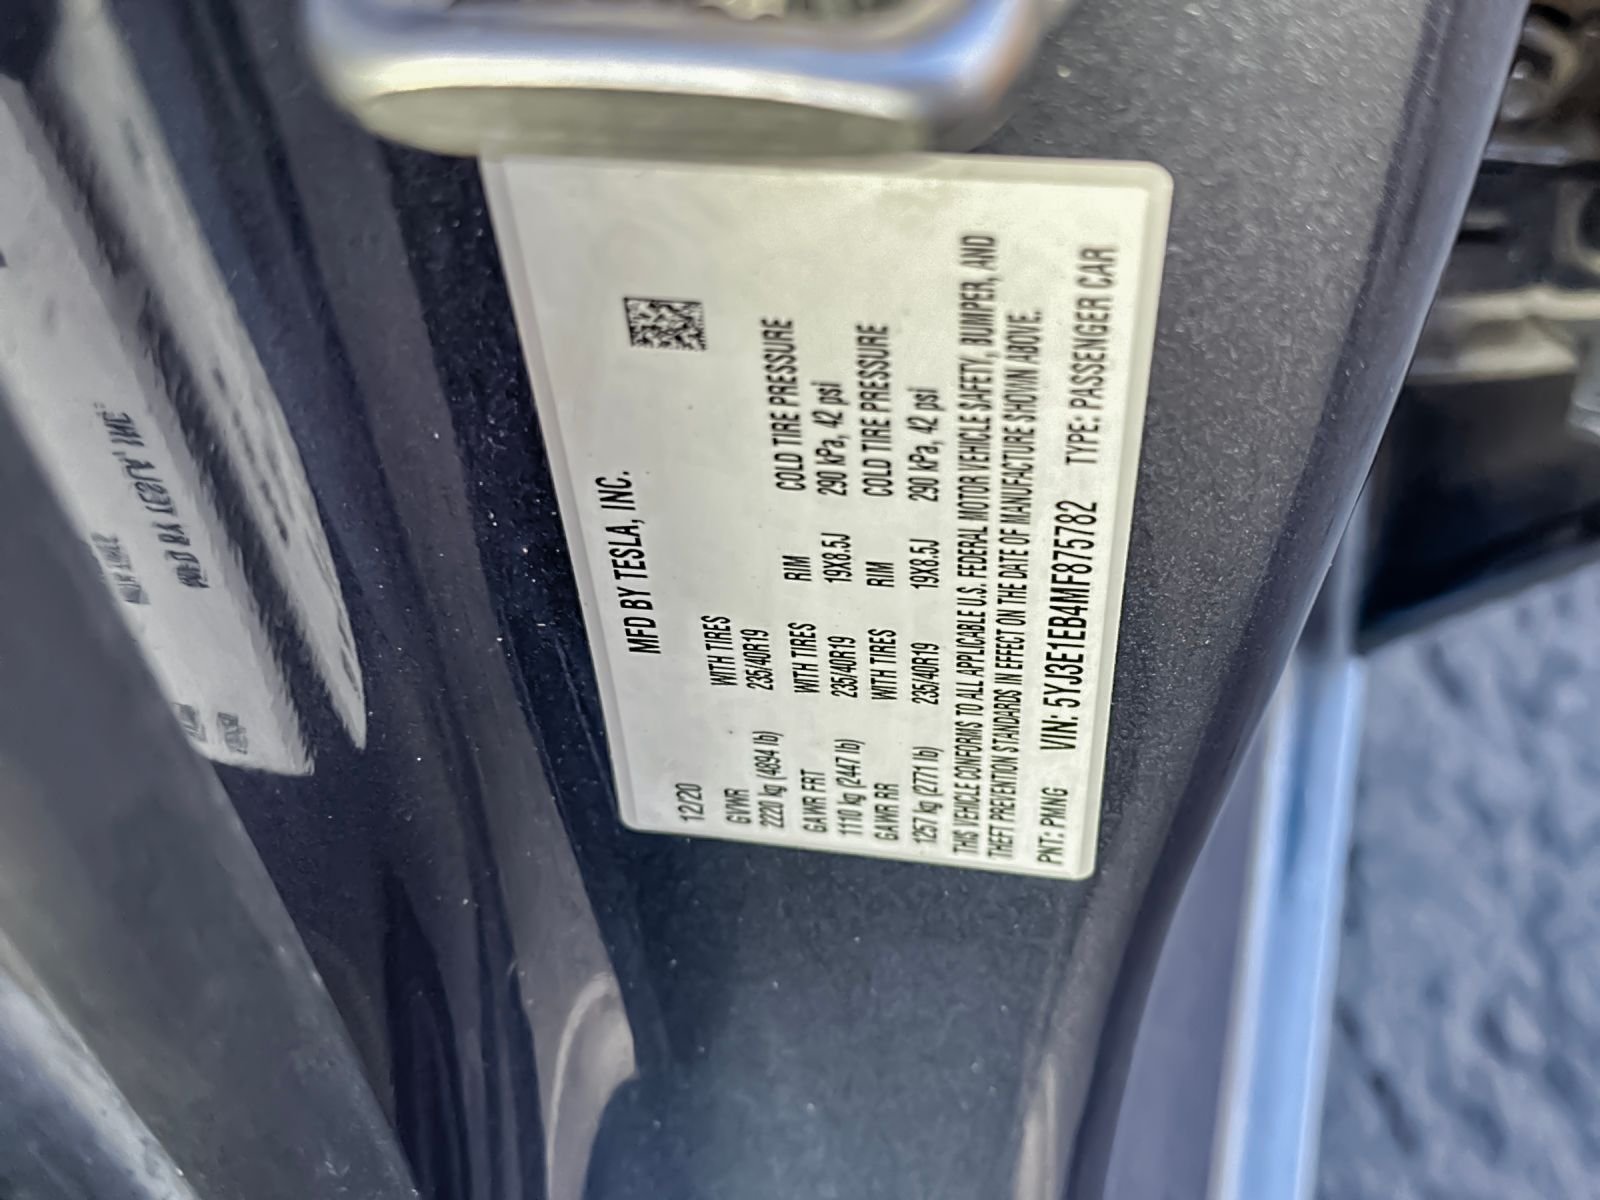 MFD BY TESLA, INC.
12/20
GVWR WITH TIRES RIM COLD TIRE PRESSURE
2220 kg (4894 lb) 235/40R19 19X8.5J 290 kPa, 42 psi
GAWR FRT WITH TIRES RIM COLD TIRE PRESSURE
1110 kg (2447 lb) 235/40R19 19X8.5J 290 kPa, 42 psi
GAWR RR WITH TIRES
1257 kg (2771 lb) 235/40R19
THIS VEHICLE CONFORMS TO ALL APPLICABLE U.S. FEDERAL MOTOR VEHICLE SAFETY, BUMPER, AND
THEFT PREVENTION STANDARDS IN EFFECT ON THE DATE OF MANUFACTURE SHOWN ABOVE.
PNT: PMNG VIN: 5YJ3E1EB4MF875782 TYPE: PASSENGER CAR